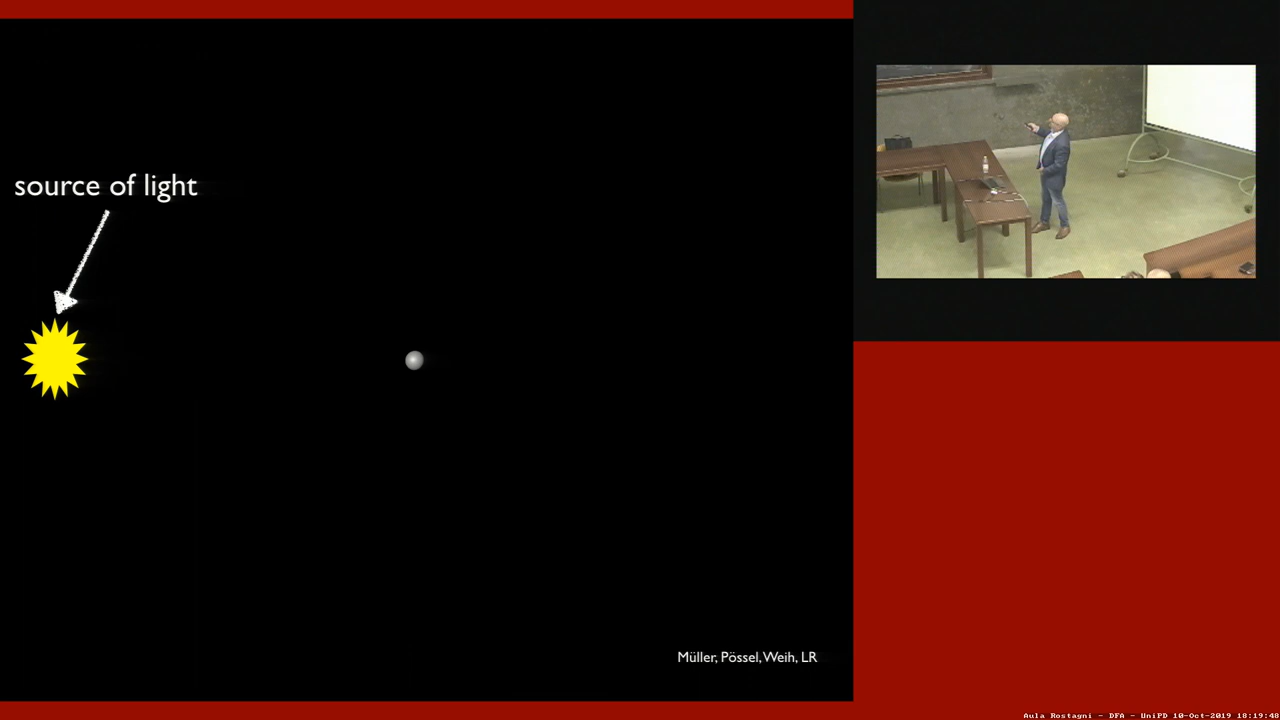 source of light
Müller, Pössel, Weih, LR
Aula Rostagni - DFA - UniPD 10-Oct-2019 18:19:48